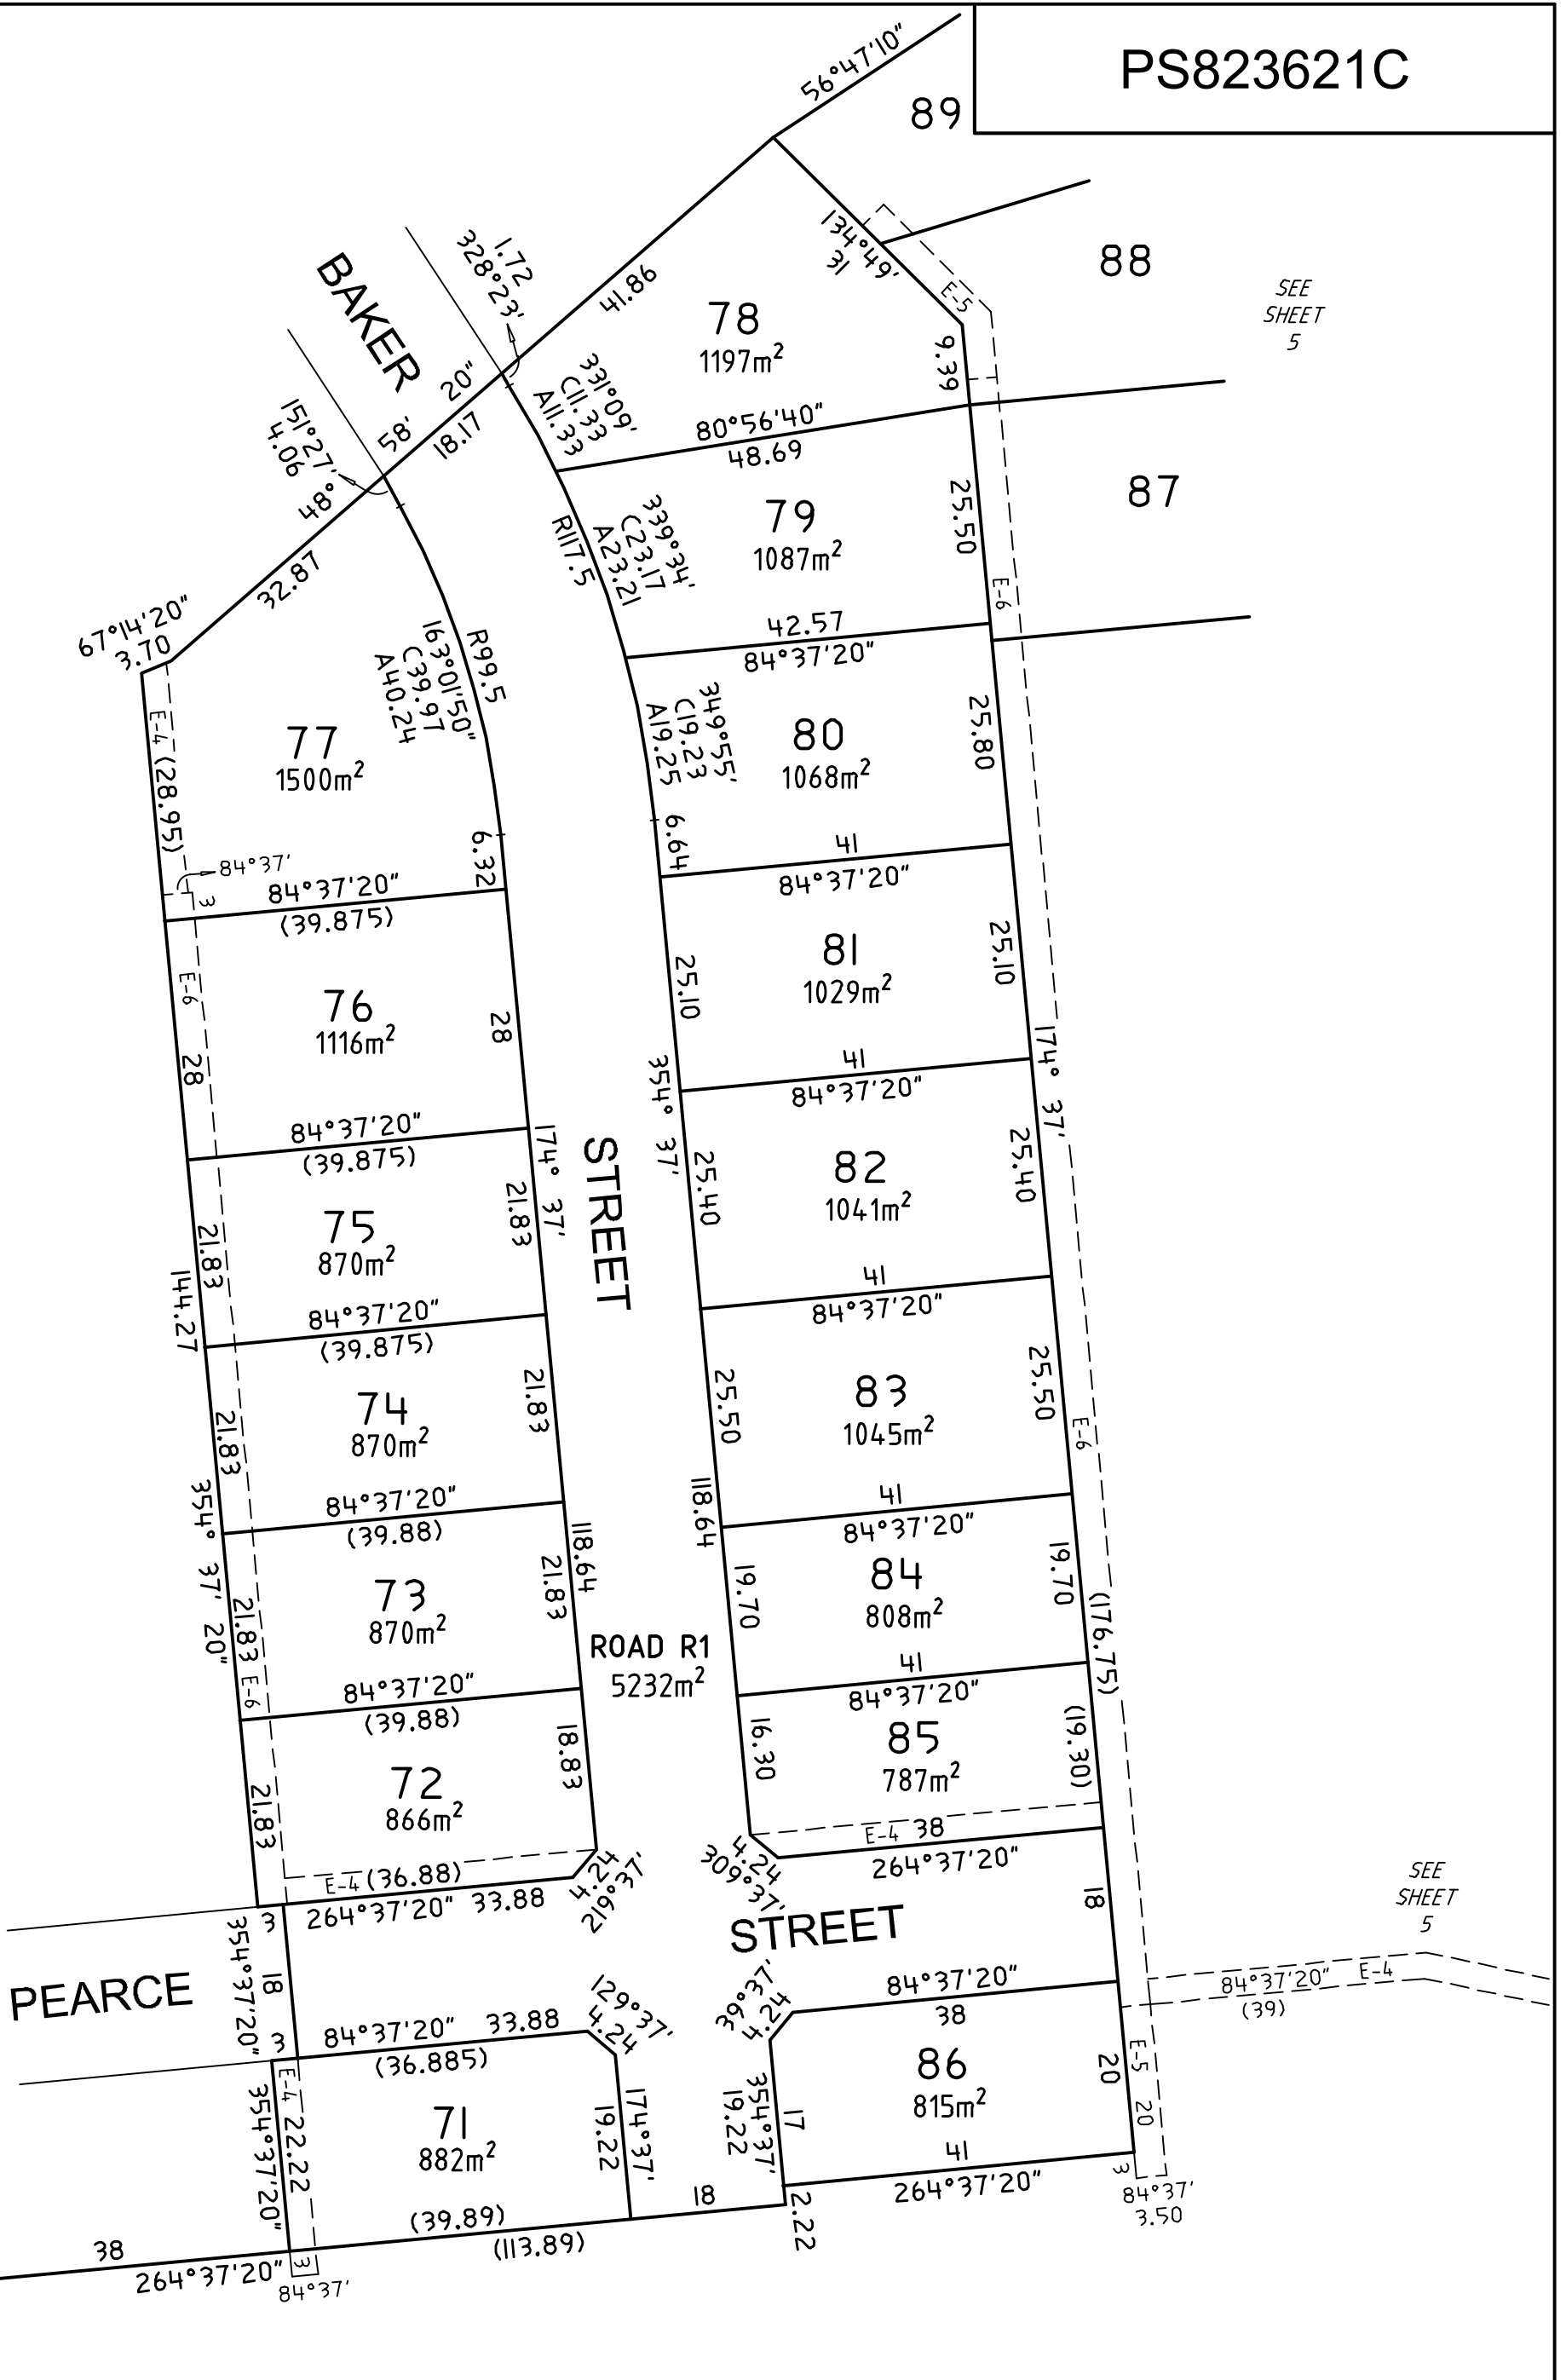 PS823621C
56°47'10"
89
134°49'
31
E-5
88
SEE
SHEET
5
BAKER
1.72
328°23'
41.86
78
1197m²
9.39
331°09'
C11.33
A11.33
80°56'40"
48.69
151°27'
4.06
48°
58'
20"
18.17
32.87
67°14'20"
3.70
79
1087m²
25.50
87
R117.5
339°34'
C23.17
A23.21
E-6
42.57
84°37'20"
R99.5
163°01'50"
C39.97
A40.24
77
1500m²
E-4
(28.95)
84°37'
3
6.32
84°37'20"
(39.875)
349°55'
C19.23
A19.25
80
1068m²
25.80
6.64
41
84°37'20"
81
1029m²
25.10
25.10
E-6
76
1116m²
28
28
41
84°37'20"
354° 37'
174° 37'
84°37'20"
(39.875)
174° 37'
STREET
82
1041m²
25.40
25.40
75
870m²
21.83
21.83
144.27
84°37'20"
(39.875)
41
84°37'20"
83
1045m²
25.50
25.50
E-6
74
870m²
21.83
21.83
354° 37' 20"
84°37'20"
(39.88)
118.64
118.64
41
84°37'20"
84
808m²
19.70
19.70
(176.75)
73
870m²
21.83
21.83
E-6
ROAD R1
5232m²
84°37'20"
(39.88)
41
84°37'20"
85
787m²
16.30
(19.30)
72
866m²
18.83
21.83
E-4 (36.88)
264°37'20" 33.88
4.24
219°37'
E-4 38
264°37'20"
4.24
309°37'
STREET
18
SEE
SHEET
5
PEARCE
3
354°37'20"
18
3
84°37'20" 33.88
(36.885)
129°37'
4.24
39°37'
4.24
84°37'20"
38
84°37'20" E-4
(39)
E-4
22.22
354°37'20"
71
882m²
174°37'
19.22
354°37'
19.22
17
86
815m²
20
E-5
20
41
264°37'20"
3
84°37'
3.50
18
2.22
(39.89)
(113.89)
38
264°37'20"
3
84°37'